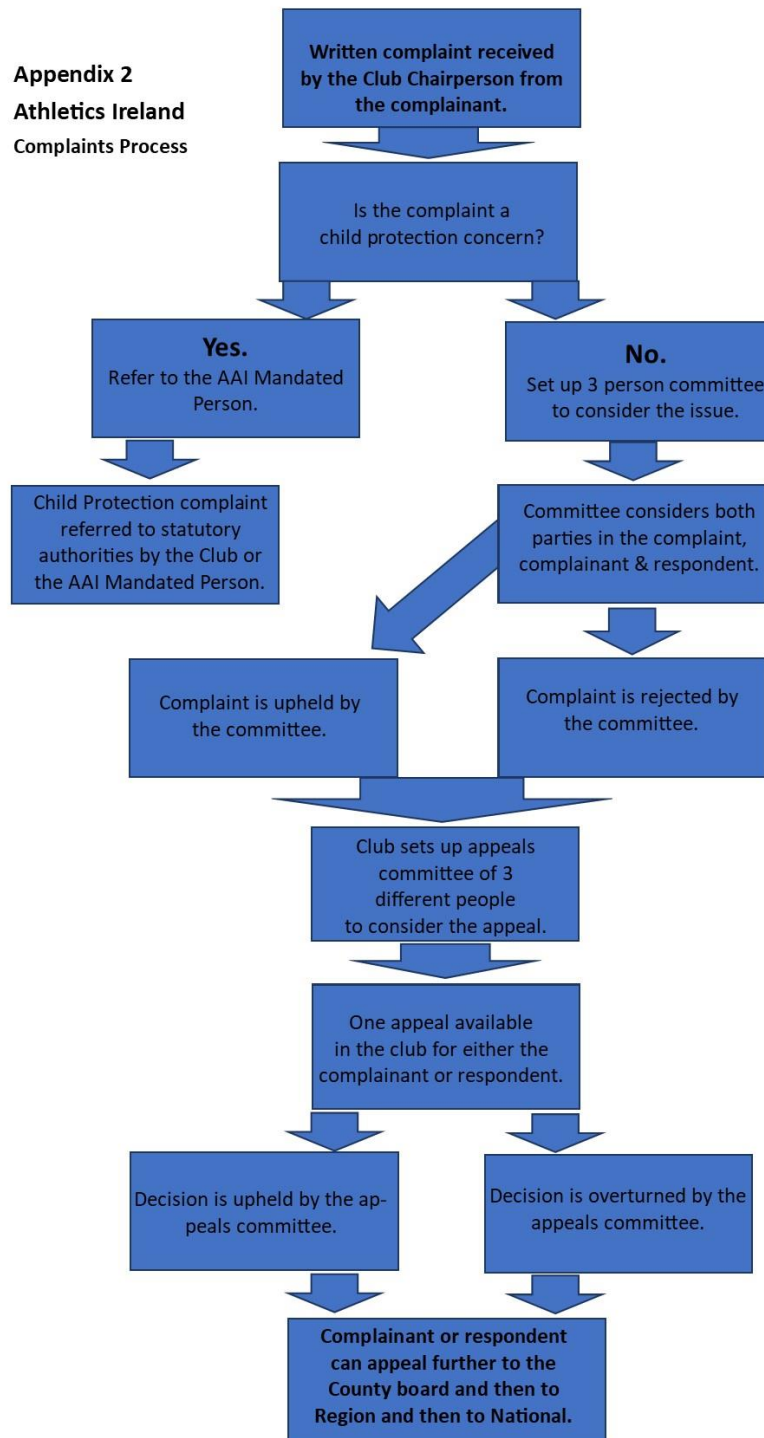 Appendix 2
Athletics Ireland
Complaints Process
Written complaint received
by the Club Chairperson from
the complainant.
Is the complaint a
child protection concern?
Yes.
Refer to the AAI Mandated
Person.
No.
Set up 3 person committee
to consider the issue.
Child Protection complaint
referred to statutory
authorities by the Club or
the AAI Mandated Person.
Committee considers both
parties in the complaint,
complainant & respondent.
Complaint is upheld by
the committee.
Complaint is rejected by
the committee.
Club sets up appeals
committee of 3
different people
to consider the appeal.
One appeal available
in the club for either the
complainant or respondent.
Decision is upheld by the ap-
peals committee.
Decision is overturned by the
appeals committee.
Complainant or respondent
can appeal further to the
County board and then to
Region and then to National.